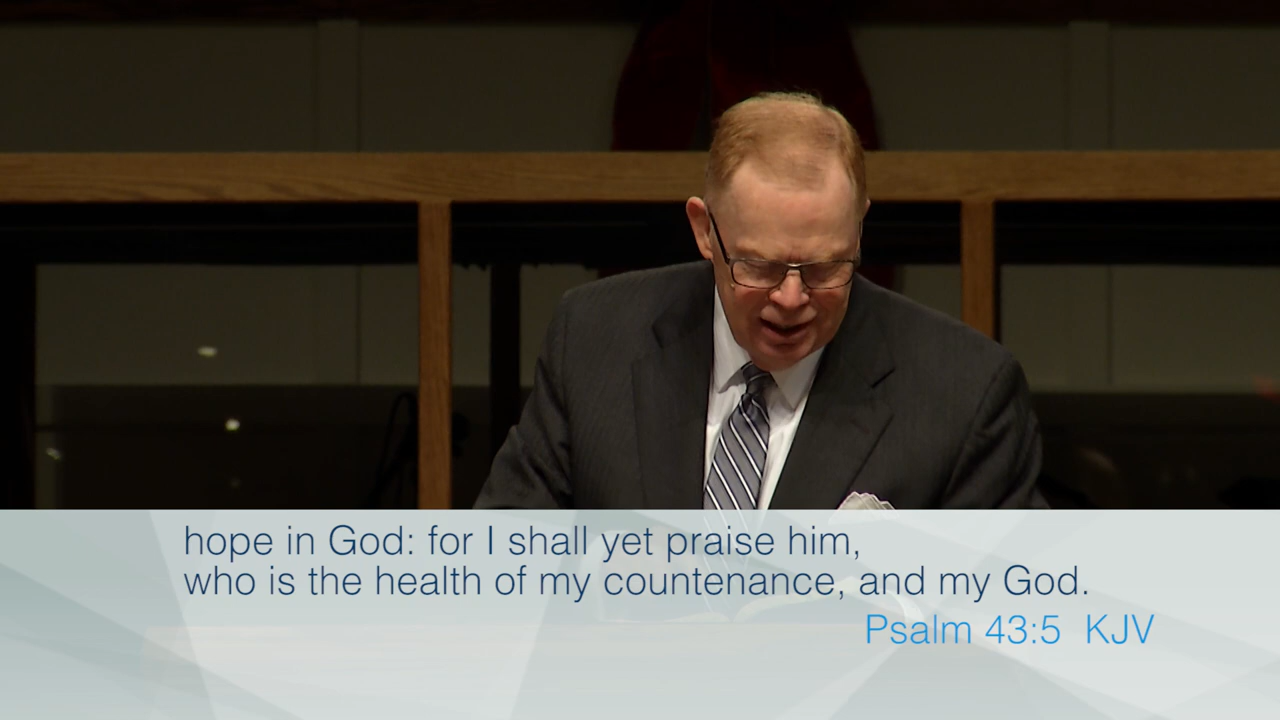 hope in God: for I shall yet praise him,
who is the health of my countenance, and my God.
Psalm 43:5 KJV